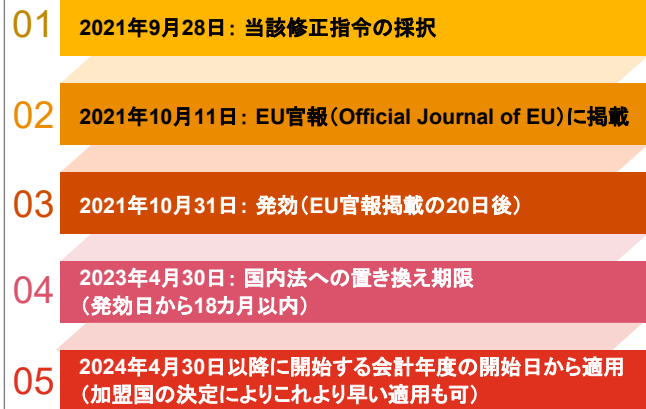 01
2021年9月28日：当該修正指令の採択
02
2021年10月11日：EU官報（Official Journal of EU）に掲載
03
2021年10月31日：発効（EU官報掲載の20日後）
04
2023年4月30日：国内法への置き換え期限
（発効日から18カ月以内）
05
2024年4月30日以降に開始する会計年度の開始日から適用
（加盟国の決定によりこれより早い適用も可）